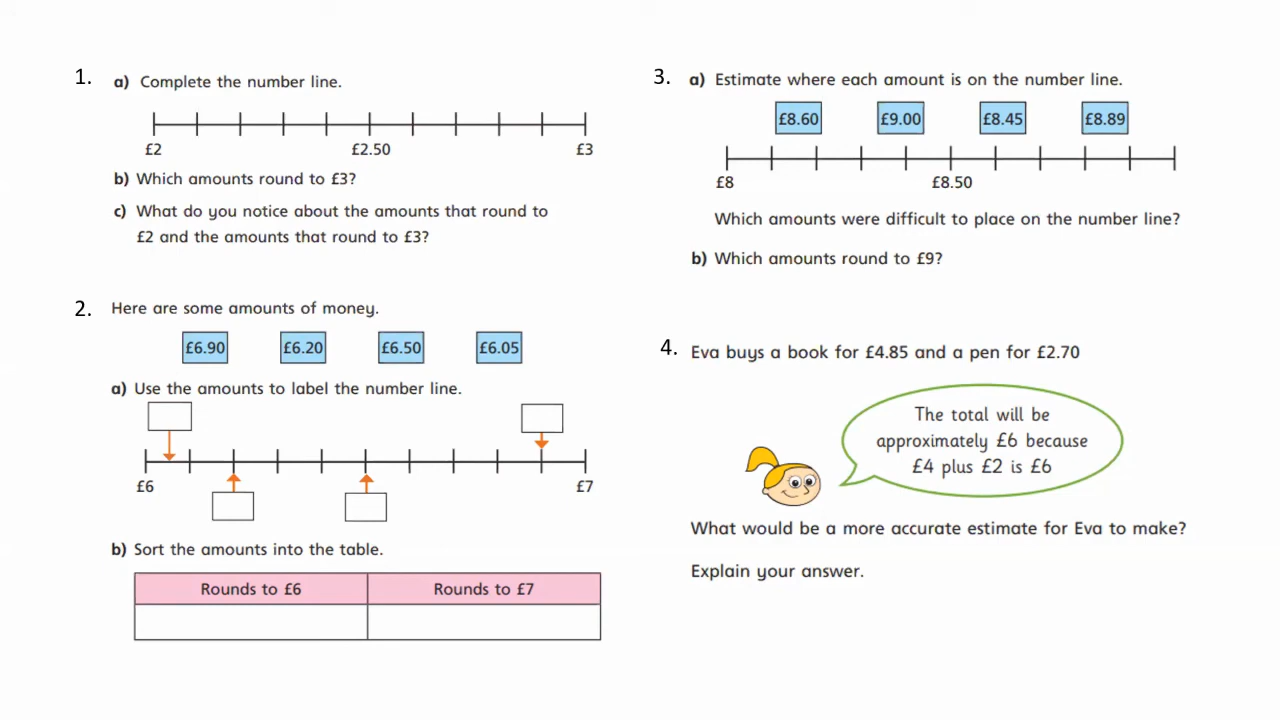 1.
a) Complete the number line.
£2 £2.50 £3
b) Which amounts round to £3?
c) What do you notice about the amounts that round to
£2 and the amounts that round to £3?
2.
Here are some amounts of money.
£6.90 £6.20 £6.50 £6.05
a) Use the amounts to label the number line.
£6 £7
b) Sort the amounts into the table.
Rounds to £6 Rounds to £7
3.
a) Estimate where each amount is on the number line.
£8.60 £9.00 £8.45 £8.89
£8 £8.50
Which amounts were difficult to place on the number line?
b) Which amounts round to £9?
4.
Eva buys a book for £4.85 and a pen for £2.70
The total will be
approximately £6 because
£4 plus £2 is £6
What would be a more accurate estimate for Eva to make?
Explain your answer.